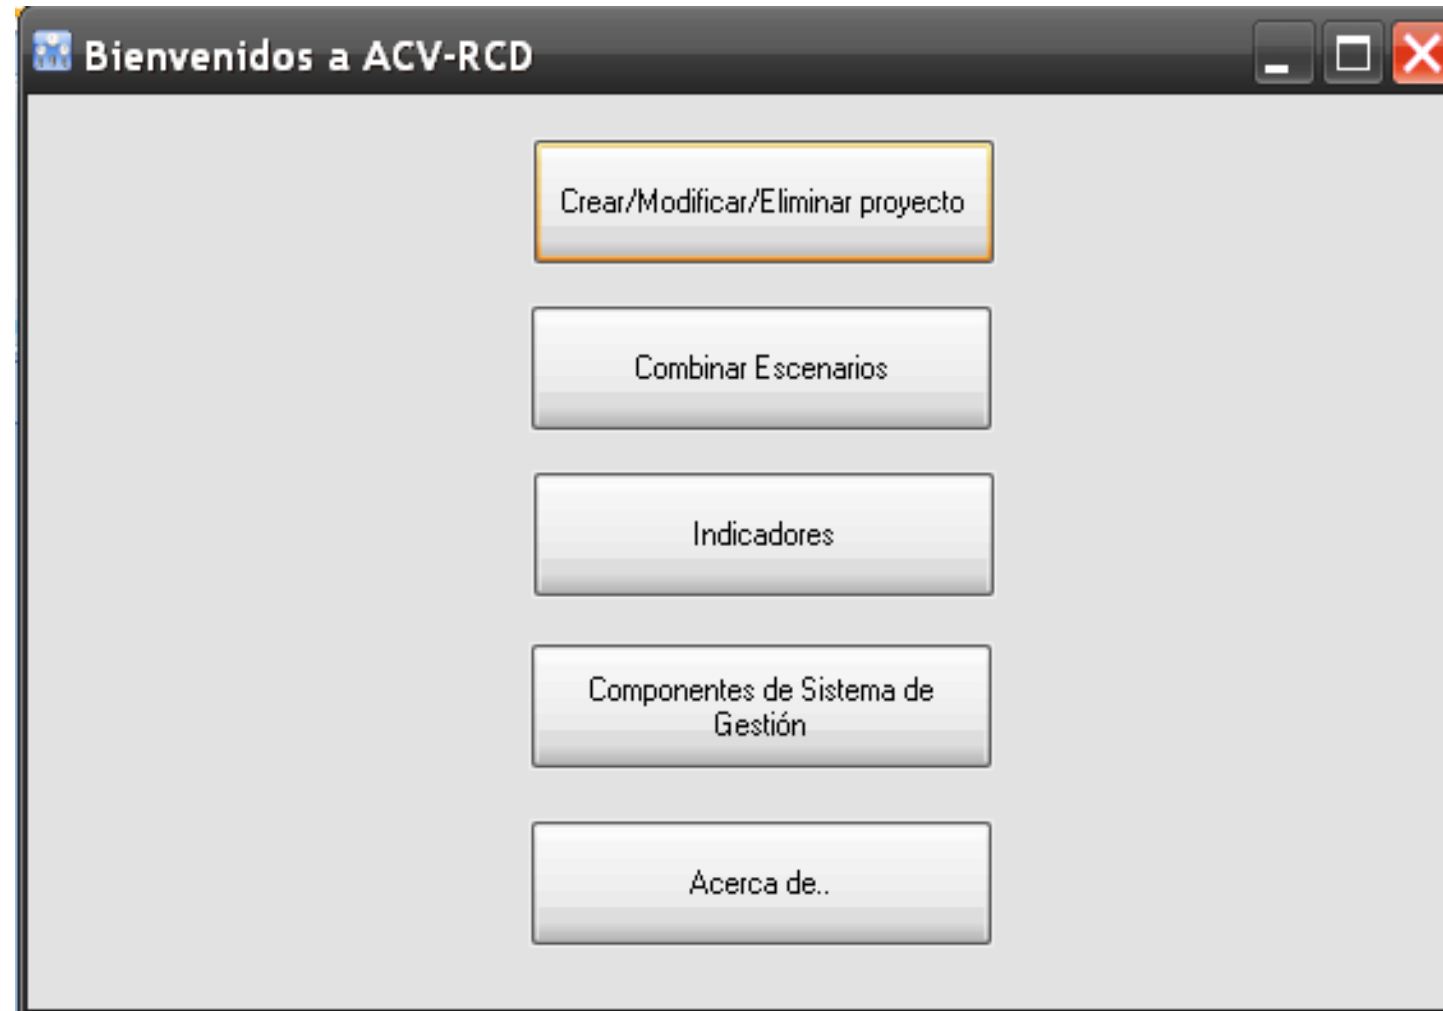 Bienvenidos a ACV-RCD
Crear/Modificar/Eliminar proyecto
Combinar Escenarios
Indicadores
Componentes de Sistema de
Gestión
Acerca de..